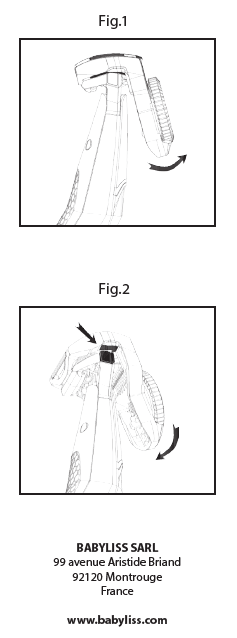 Fig.1
Fig.2
BABYLISS SARL
99 avenue Aristide Briand
92120 Montrouge
France
www.babyliss.com